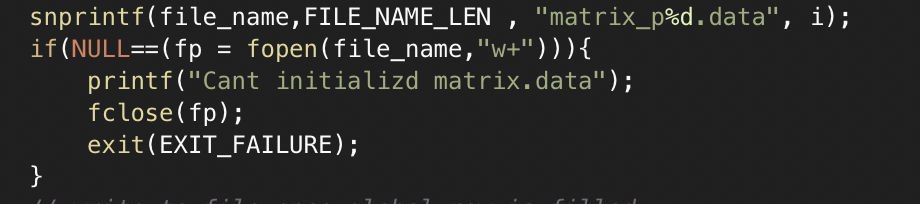 snprintf(file_name,FILE_NAME_LEN , "matrix_p%d.data", i);
if(NULL==(fp = fopen(file_name,"w+"))){
printf("Cant initializd matrix.data");
fclose(fp);
exit(EXIT_FAILURE);
}